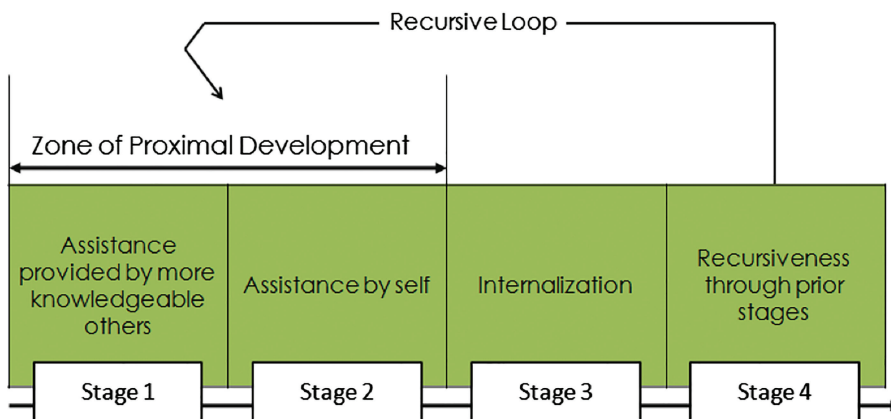 Recursive Loop
Zone of Proximal Development
Assistance
provided by more
knowledgeable
others
Assistance by self
Internalization
Recursiveness
through prior
stages
Stage 1
Stage 2
Stage 3
Stage 4